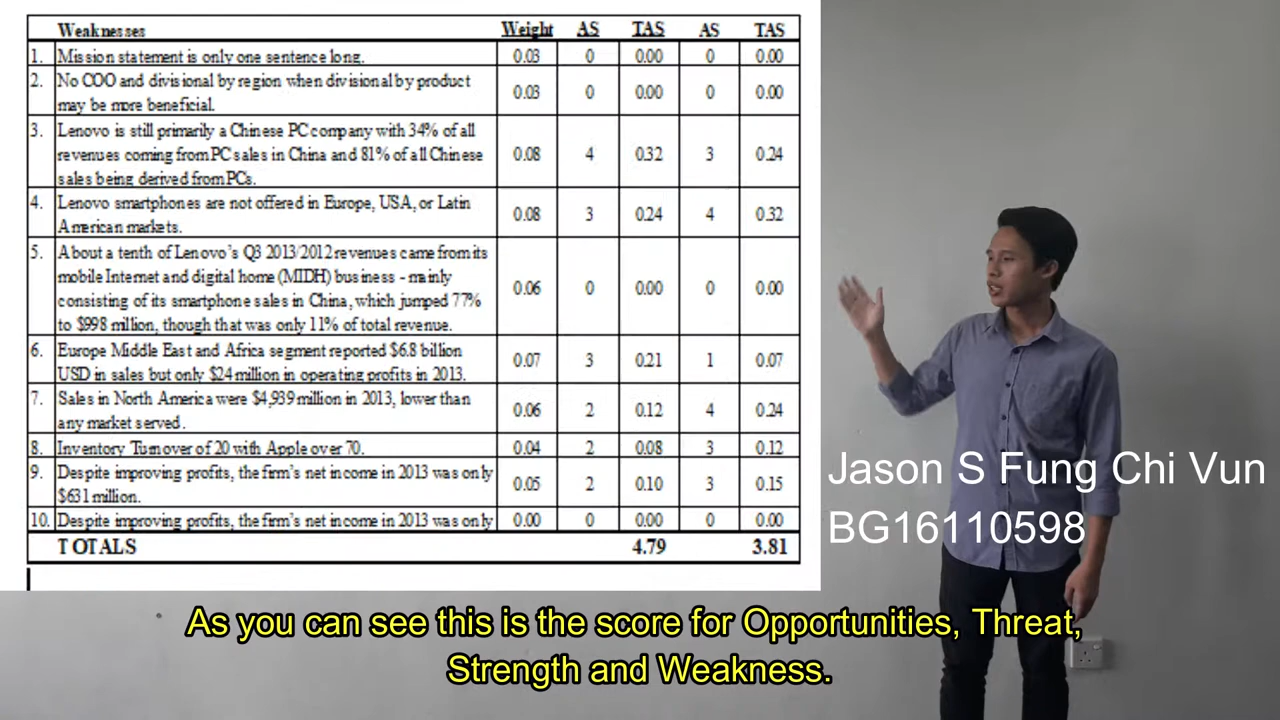 Weaknesses Weight AS TAS AS TAS
1. Mission statement is only one sentence long. 0.03 0 0.00 0 0.00
2. No COO and divisional by region when divisional by product
may be more beneficial. 0.03 0 0.00 0 0.00
3. Lenovo is still primarily a Chinese PC company with 34% of all
revenues coming from PC sales in China and 81% of all Chinese
sales being derived from PCs. 0.08 4 0.32 3 0.24
4. Lenovo smartphones are not offered in Europe, USA, or Latin
American markets. 0.08 3 0.24 4 0.32
5. About a tenth of Lenovo's Q3 2013/2012 revenues came from its
mobile Internet and digital home (MIDH) business - mainly
consisting of its smartphone sales in China, which jumped 77%
to $998 million, though that was only 11% of total revenue. 0.06 0 0.00 0 0.00
6. Europe Middle East and Africa segment reported $6.8 billion
USD in sales but only $24 million in operating profits in 2013. 0.07 3 0.21 1 0.07
7. Sales in North America were $4,939 million in 2013, lower than
any market served. 0.06 2 0.12 4 0.24
8. Inventory Turnover of 20 with Apple over 70. 0.04 2 0.08 3 0.12
9. Despite improving profits, the firm's net income in 2013 was only
$631 million. 0.05 2 0.10 3 0.15
10. Despite improving profits, the firm's net income in 2013 was only 0.00 0 0.00 0 0.00
TOTALS 4.79 3.81
Jason S Fung Chi Vun
BG16110598
As you can see this is the score for Opportunities, Threat,
Strength and Weakness.